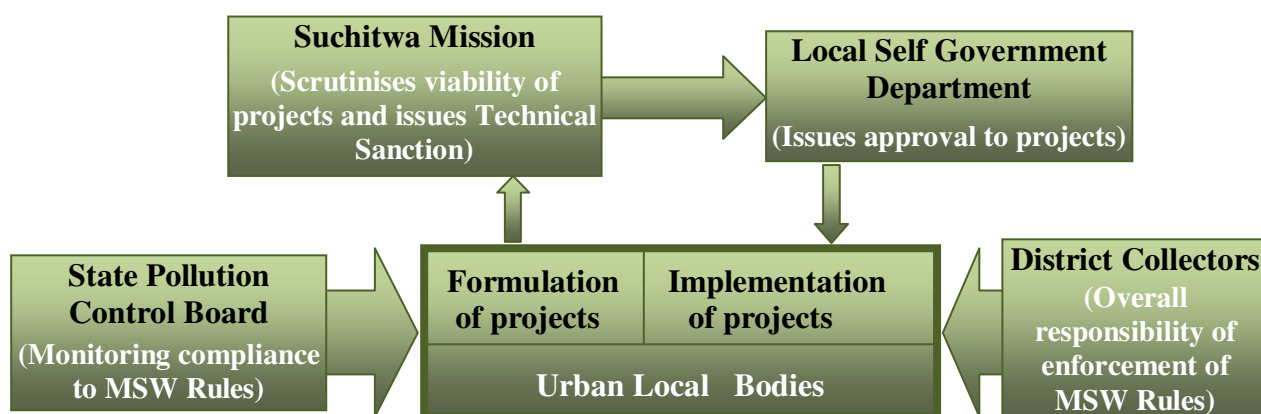 Suchitwa Mission
(Scrutinises viability of
projects and issues Technical
Sanction)
Local Self Government
Department
(Issues approval to projects)
State Pollution
Control Board
(Monitoring compliance
to MSW Rules)
Formulation
of projects
Implementation
of projects
Urban Local Bodies
District Collectors
(Overall
responsibility of
enforcement of
MSW Rules)